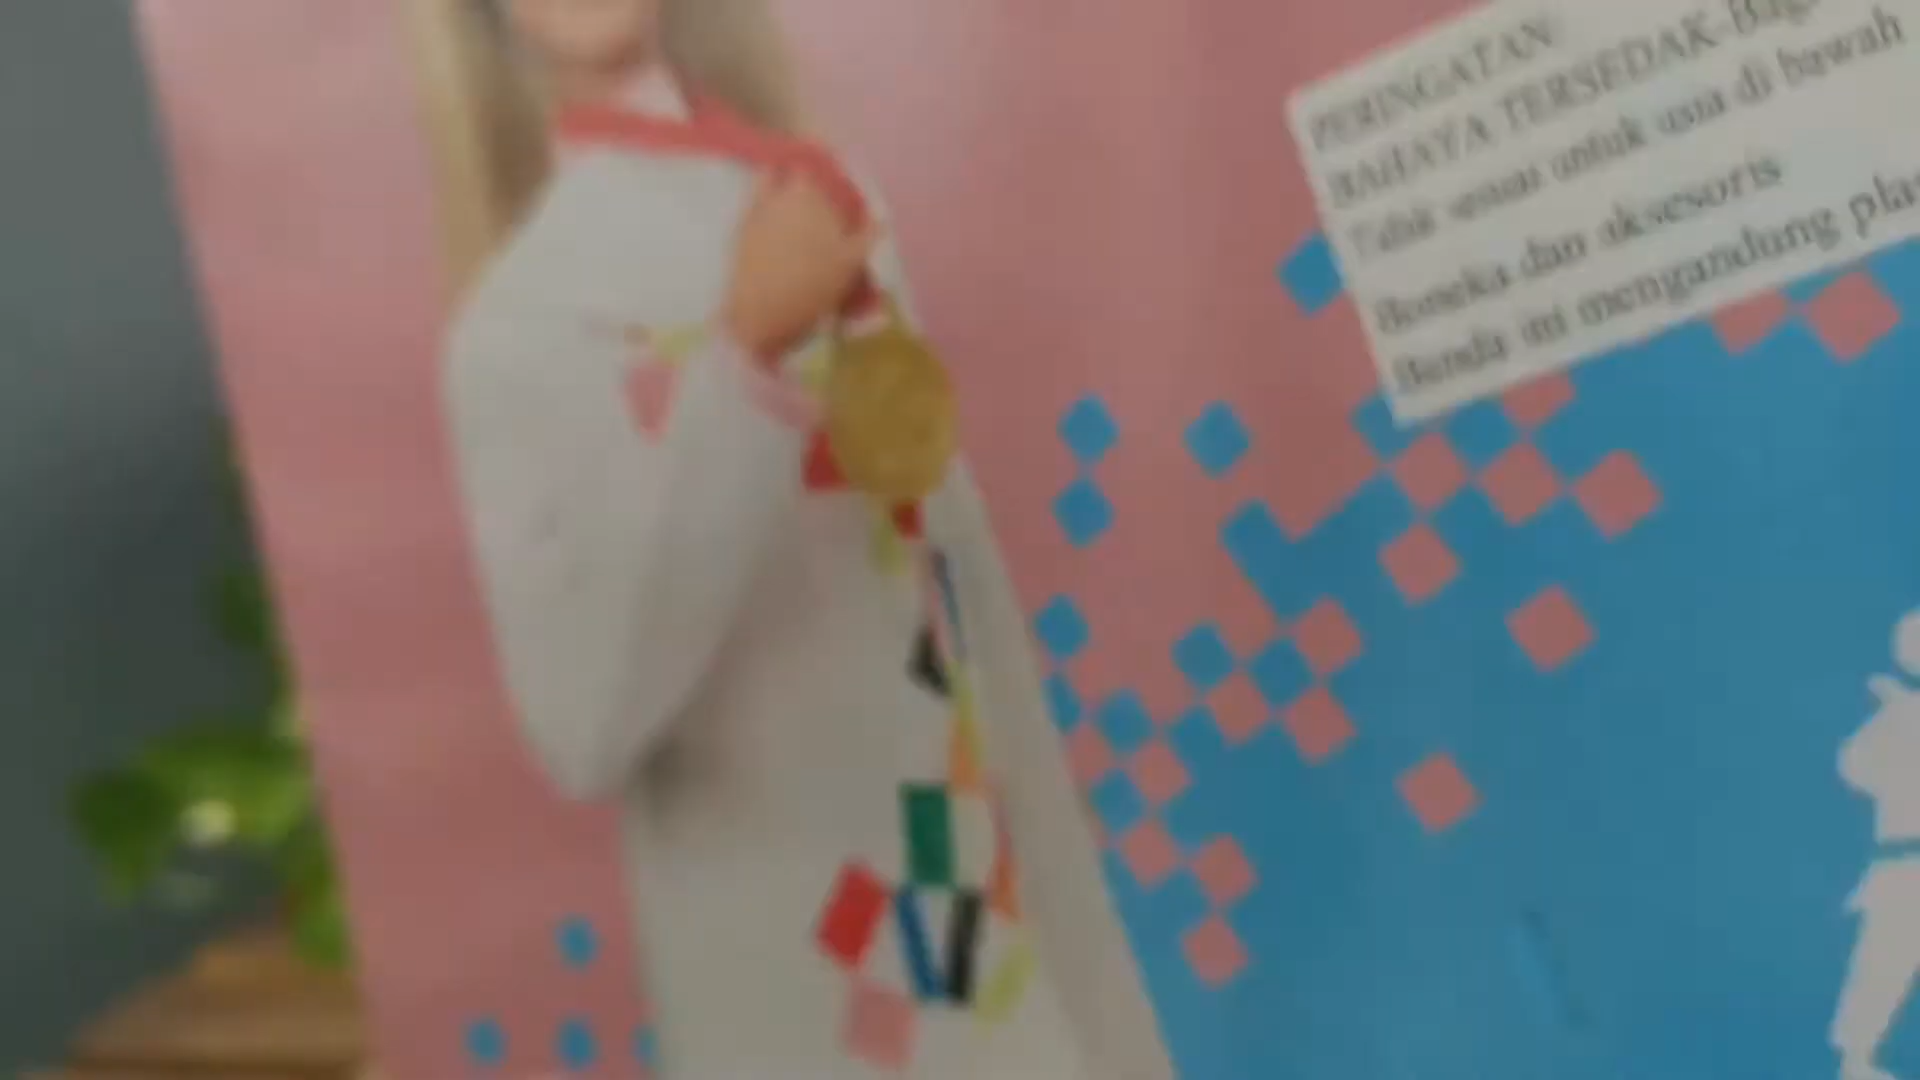 PERINGATAN
BAHAYA TERSEDAK-Bagi
Tidak sesuai untuk usia di bawah
Boneka dan aksesoris
Benda ini mengandung